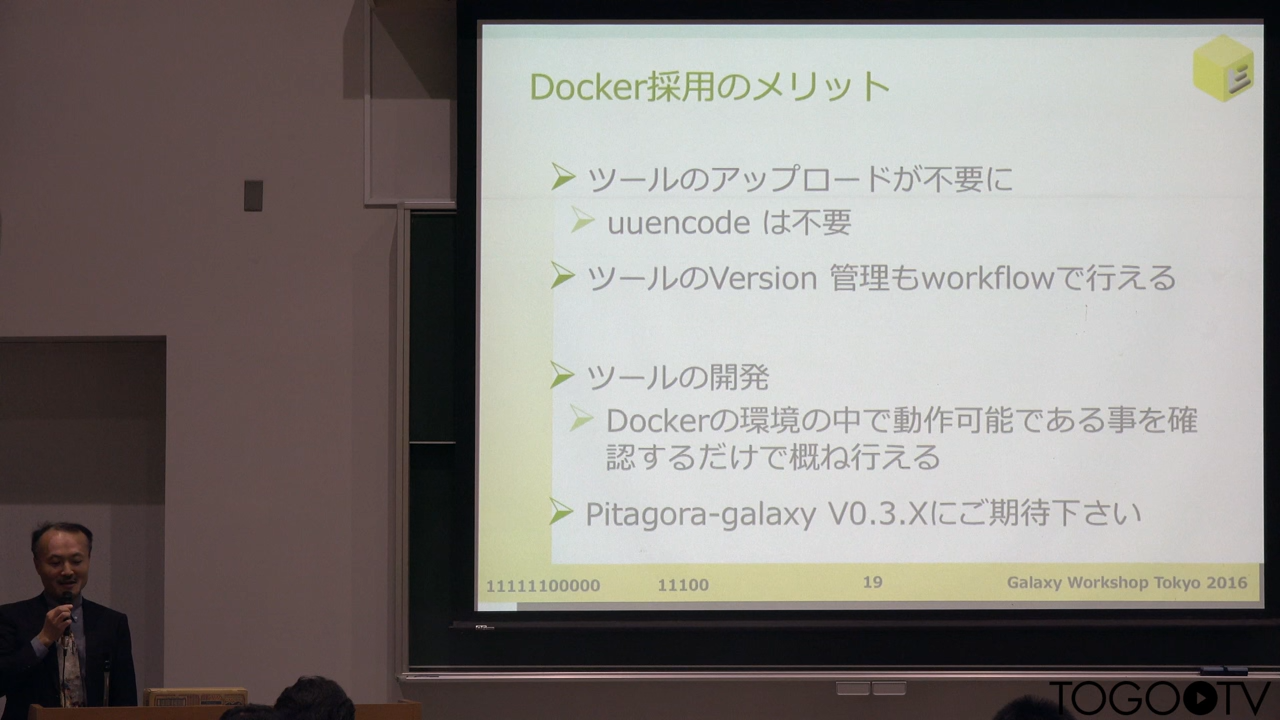 Docker採用のメリット
ツールのアップロードが不要に
uuencode は不要
ツールのVersion 管理もworkflowで行える
ツールの開発
Dockerの環境の中で動作可能である事を確
認するだけで概ね行える
Pitagora-galaxy V0.3.Xにご期待下さい
11111100000 11100 19 Galaxy Workshop Tokyo 2016
TOGOTV